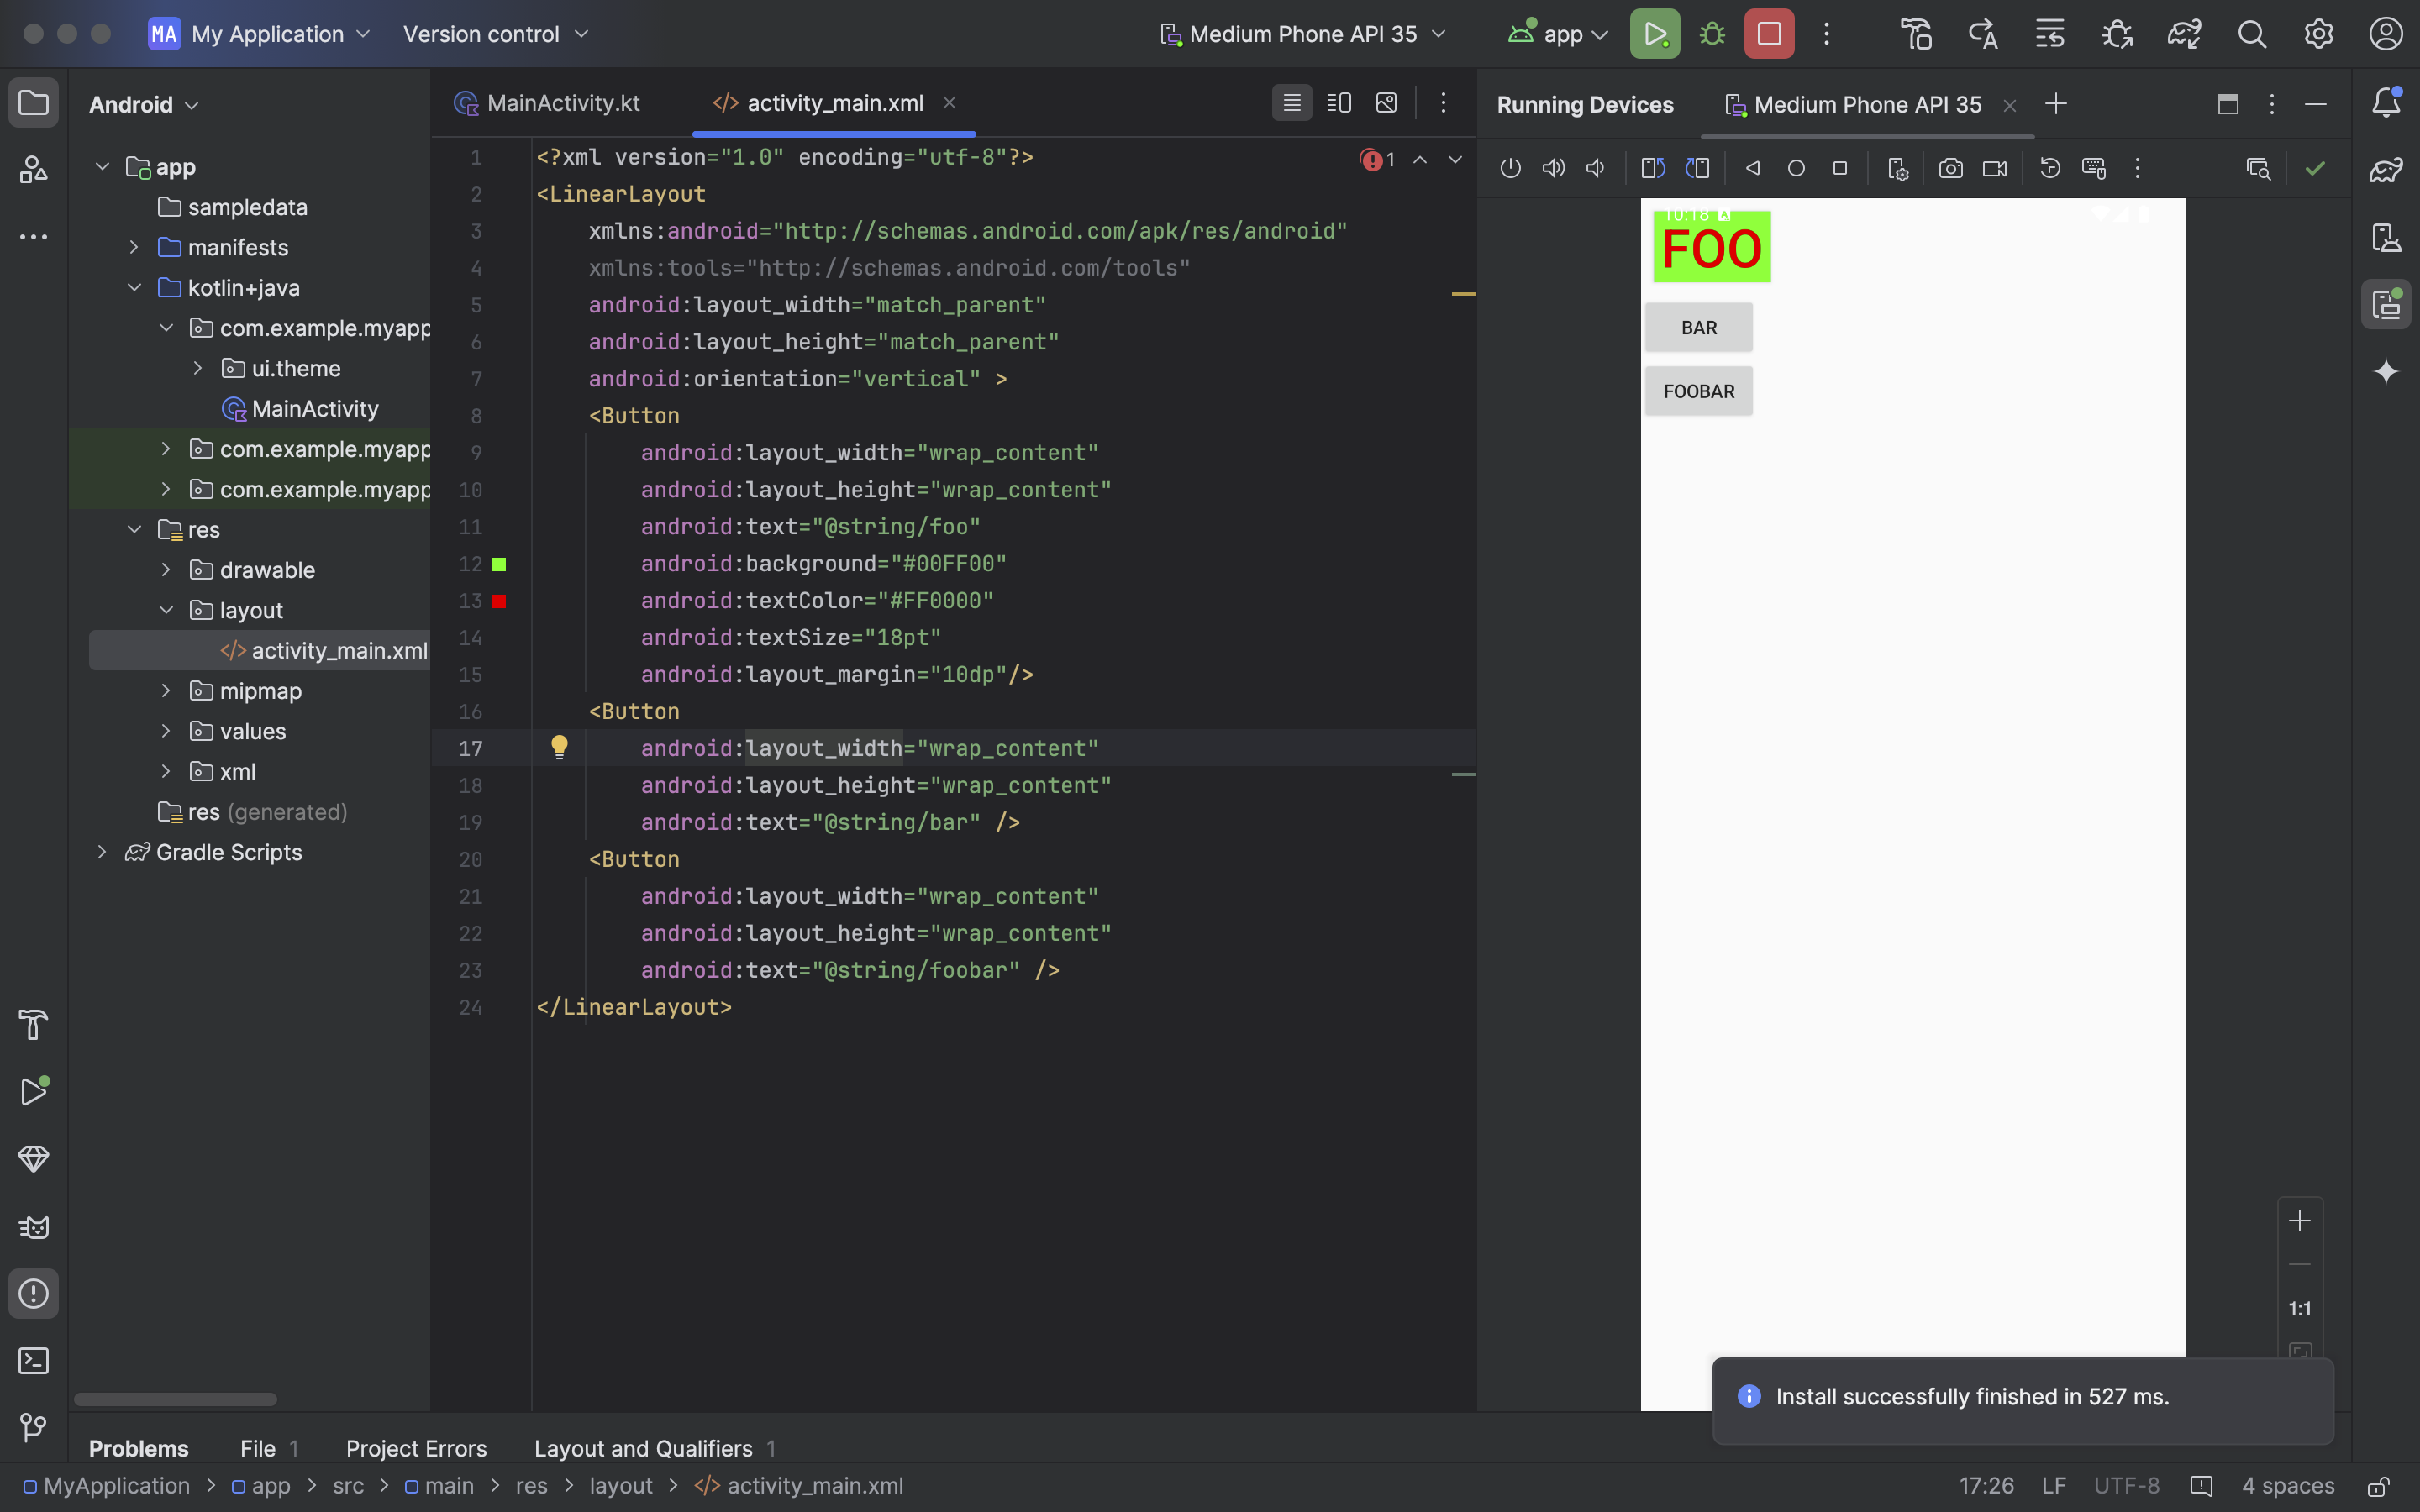 MA My Application Version control Medium Phone API 35 app
Android
app
sampledata
manifests
kotlin+java
com.example.myapp
ui.theme
MainActivity
com.example.myapp
com.example.myapp
res
drawable
layout
activity_main.xml
mipmap
values
xml
res (generated)
Gradle Scripts
MainActivity.kt activity_main.xml
1
1 <?xml version="1.0" encoding="utf-8"?>
2 <LinearLayout
3 xmlns:android="http://schemas.android.com/apk/res/android"
4 xmlns:tools="http://schemas.android.com/tools"
5 android:layout_width="match_parent"
6 android:layout_height="match_parent"
7 android:orientation="vertical" >
8 <Button
9 android:layout_width="wrap_content"
10 android:layout_height="wrap_content"
11 android:text="@string/foo"
12 android:background="#00FF00"
13 android:textColor="#FF0000"
14 android:textSize="18pt"
15 android:layout_margin="10dp"/>
16 <Button
17 android:layout_width="wrap_content"
18 android:layout_height="wrap_content"
19 android:text="@string/bar" />
20 <Button
21 android:layout_width="wrap_content"
22 android:layout_height="wrap_content"
23 android:text="@string/foobar" />
24 </LinearLayout>
Running Devices Medium Phone API 35
10:18
FOO
BAR
FOOBAR
1:1
Install successfully finished in 527 ms.
Problems File 1 Project Errors Layout and Qualifiers 1
MyApplication > app > src > main > res > layout > activity_main.xml
17:26 LF UTF-8 4 spaces